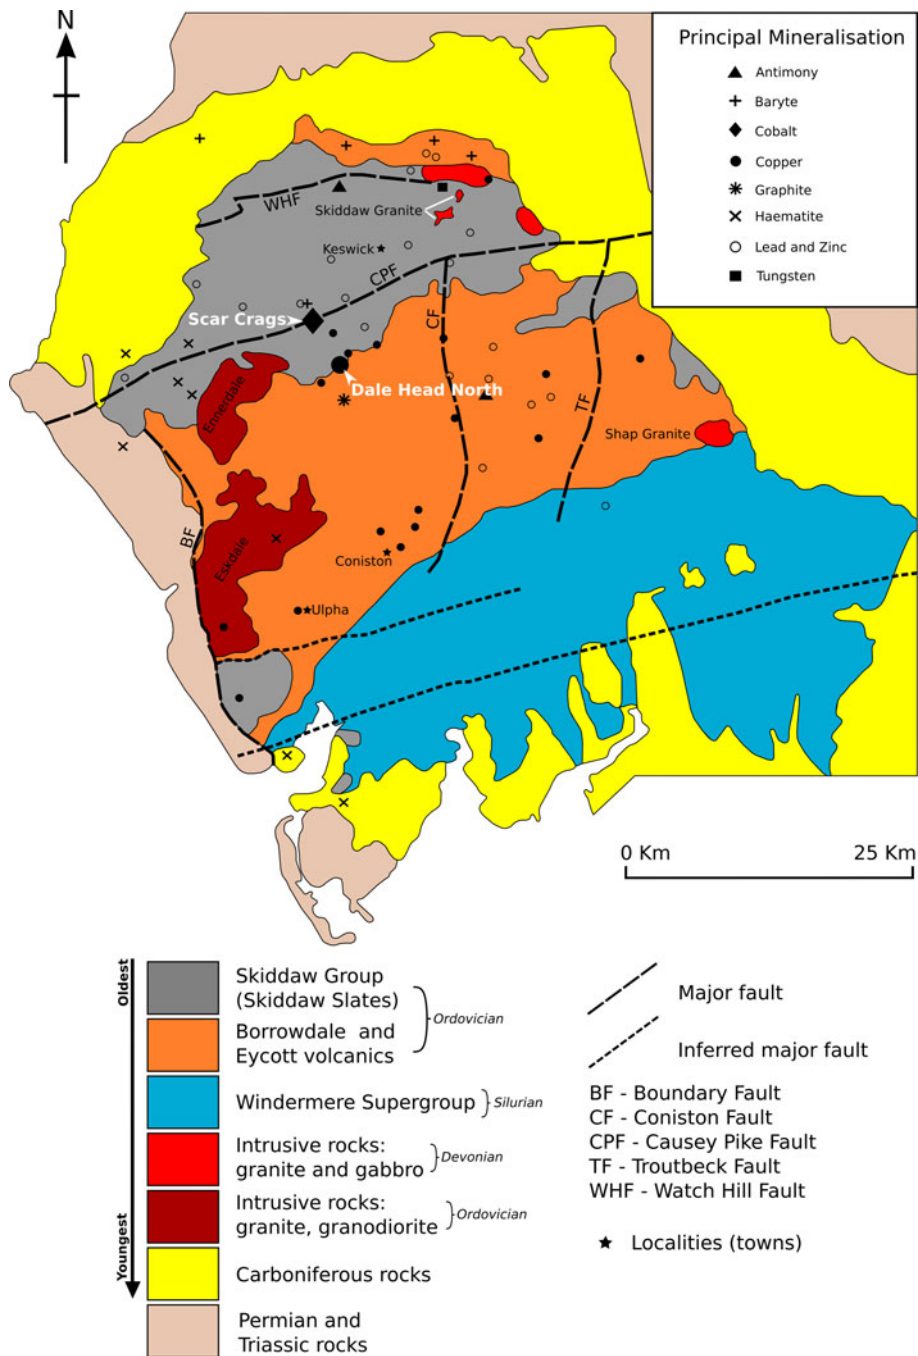 N
Principal Mineralisation
Antimony
Baryte
Cobalt
Copper
Graphite
Haematite
Lead and Zinc
Tungsten
WHF
Skiddaw Granite
Keswick
CPF
Scar Crags
CF
Dale Head North
Ennerdale
TF
Shap Granite
BF
Eskdale
Coniston
Ulpha
0 Km
25 Km
Oldest
Youngest
Skiddaw Group
(Skiddaw Slates)
Borrowdale and
Eycott volcanics
Ordovician
Windermere Supergroup
Silurian
Intrusive rocks:
granite and gabbro
Devonian
Intrusive rocks:
granite, granodiorite
Ordovician
Carboniferous rocks
Permian and
Triassic rocks
Major fault
Inferred major fault
BF - Boundary Fault
CF - Coniston Fault
CPF - Causey Pike Fault
TF - Troutbeck Fault
WHF - Watch Hill Fault
Localities (towns)